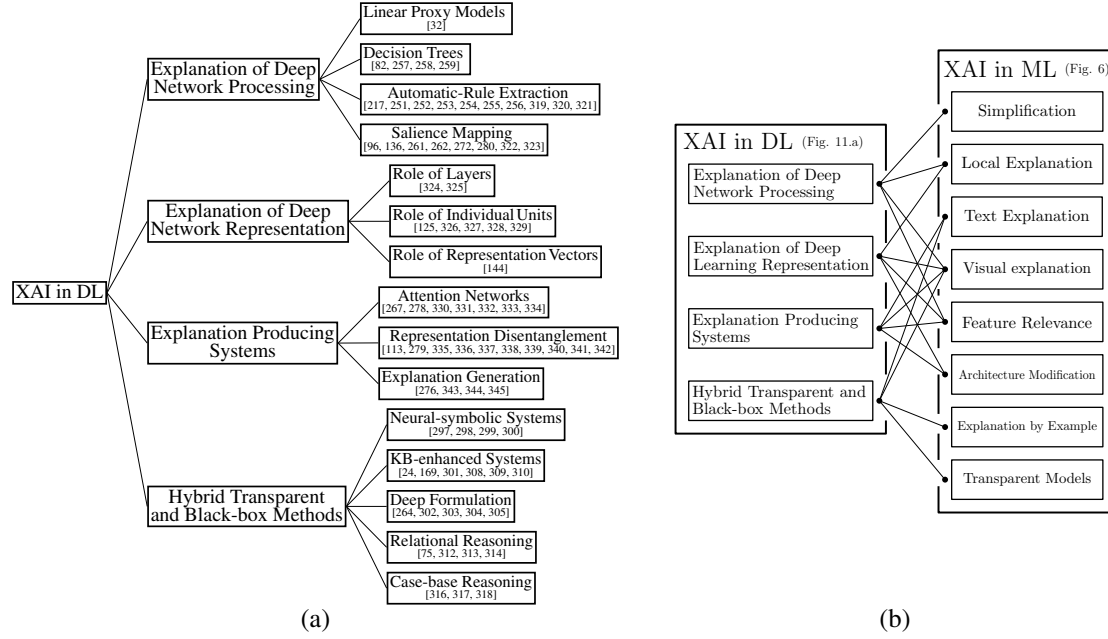 XAI in DL
Explanation of Deep
Network Processing
Linear Proxy Models
[32]
Decision Trees
[82, 257, 258, 259]
Automatic-Rule Extraction
[217, 251, 252, 253, 254, 255, 256, 319, 320, 321]
Salience Mapping
[96, 136, 261, 262, 272, 280, 322, 323]
Explanation of Deep
Network Representation
Role of Layers
[324, 325]
Role of Individual Units
[125, 326, 327, 328, 329]
Role of Representation Vectors
[144]
Explanation Producing
Systems
Attention Networks
[267, 278, 330, 331, 332, 333, 334]
Representation Disentanglement
[113, 279, 335, 336, 337, 338, 339, 340, 341, 342]
Explanation Generation
[276, 343, 344, 345]
Hybrid Transparent
and Black-box Methods
Neural-symbolic Systems
[297, 298, 299, 300]
KB-enhanced Systems
[24, 169, 301, 308, 309, 310]
Deep Formulation
[264, 302, 303, 304, 305]
Relational Reasoning
[75, 312, 313, 314]
Case-base Reasoning
[316, 317, 318]
(a)
XAI in DL (Fig. 11.a)
Explanation of Deep
Network Processing
Explanation of Deep
Learning Representation
Explanation Producing
Systems
Hybrid Transparent and
Black-box Methods
XAI in ML (Fig. 6)
Simplification
Local Explanation
Text Explanation
Visual explanation
Feature Relevance
Architecture Modification
Explanation by Example
Transparent Models
(b)